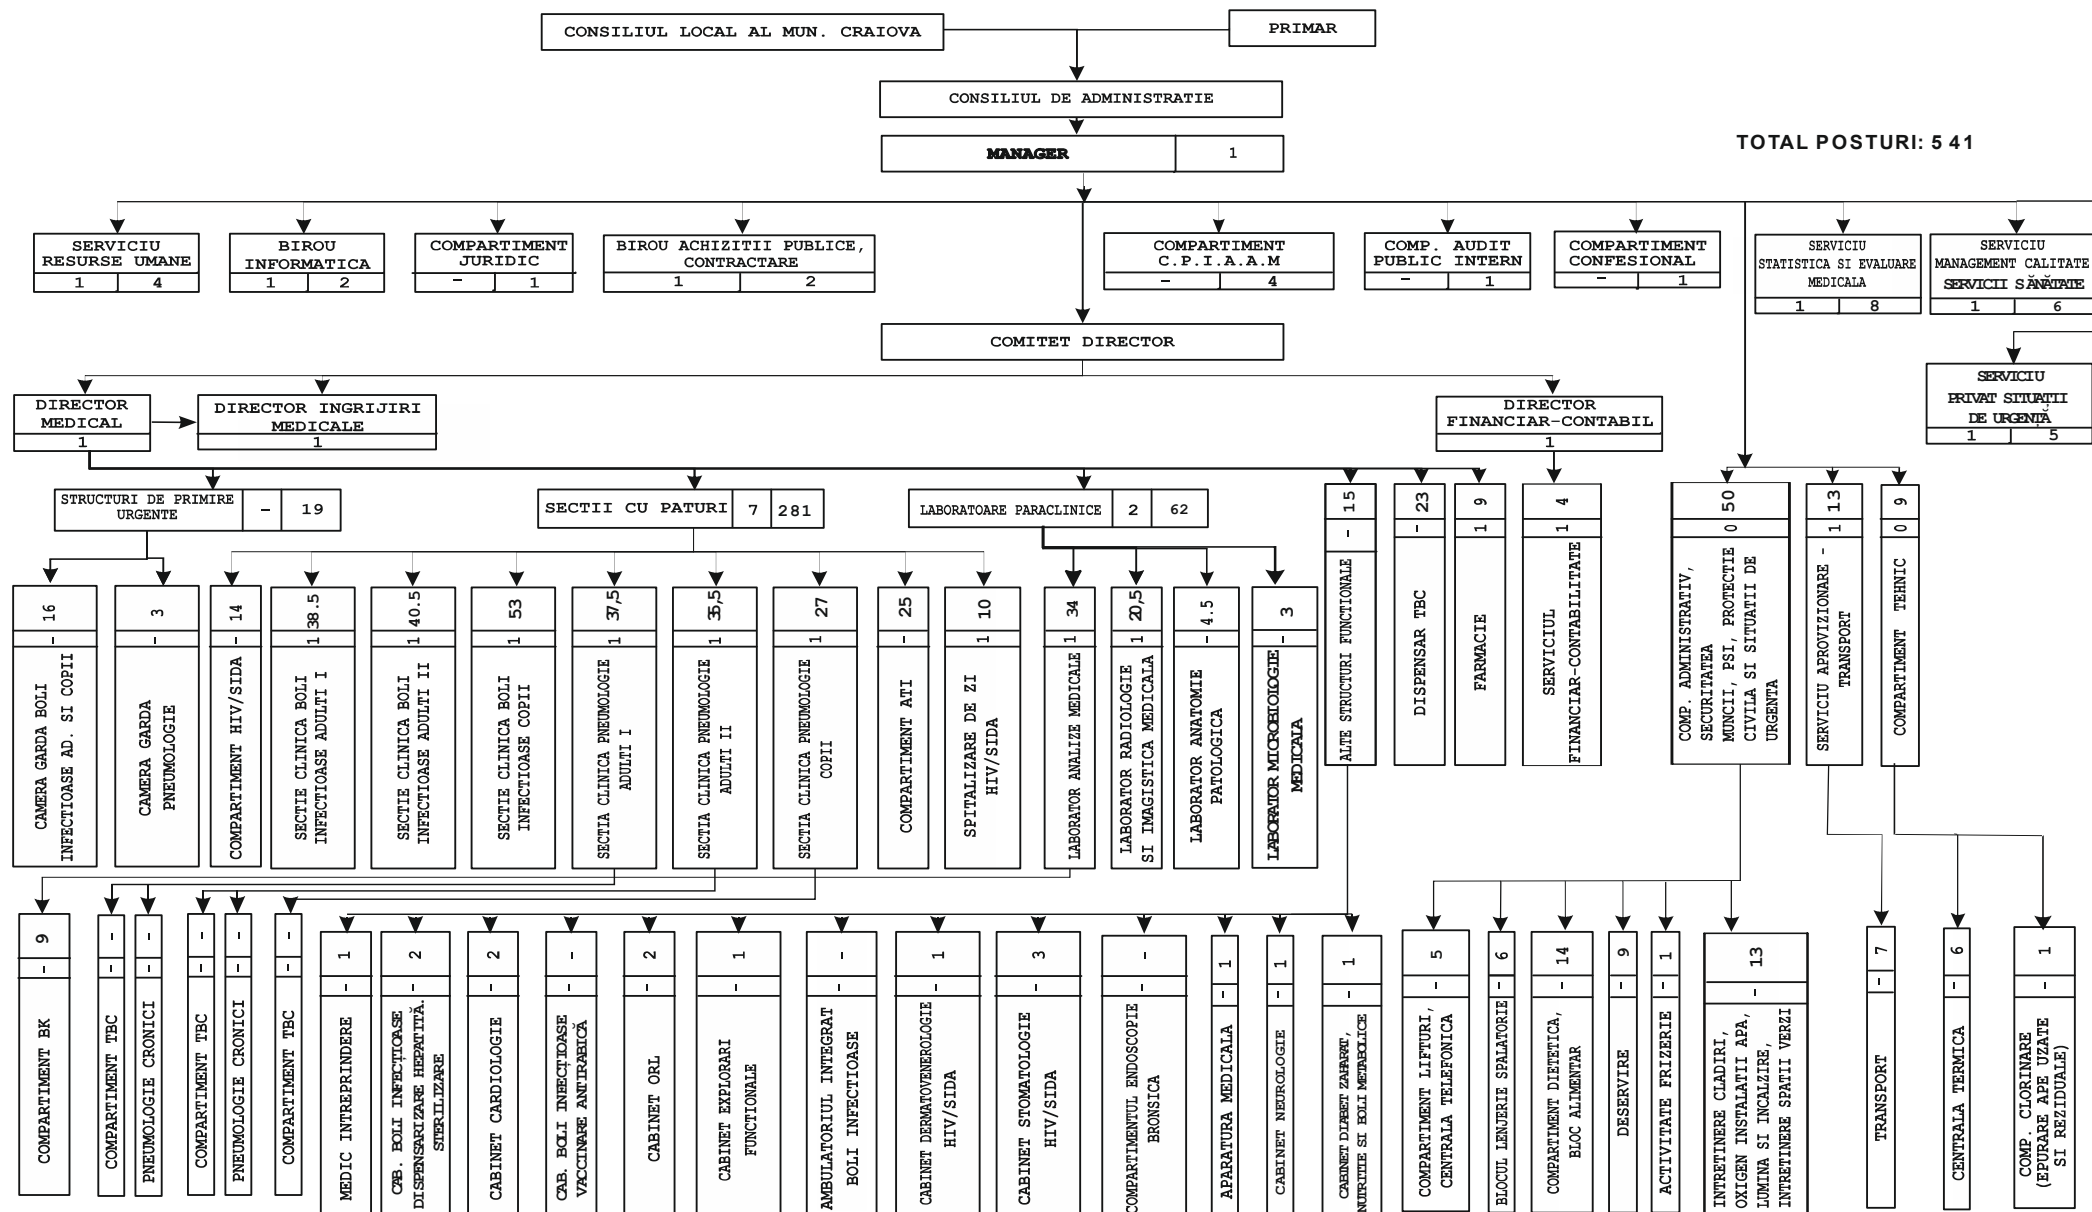 CONSILIUL LOCAL AL MUN. CRAIOVA
PRIMAR
CONSILIUL DE ADMINISTRATIE
MANAGER 1
TOTAL POSTURI: 5 41
SERVICIU
RESURSE UMANE
1 4
BIROU
INFORMATICA
1 2
COMPARTIMENT
JURIDIC
- 1
BIROU ACHIZITII PUBLICE,
CONTRACTARE
1 2
COMPARTIMENT
C.P.I.A.A.M
- 4
COMP. AUDIT
PUBLIC INTERN
- 1
COMPARTIMENT
CONFESIONAL
- 1
SERVICIU
STATISTICA SI EVALUARE
MEDICALA
1 8
SERVICIU
MANAGEMENT CALITATE
SERVICII SĂNĂTATE
1 6
COMITET DIRECTOR
SERVICIU
PRIVAT SITUAȚII
DE URGENȚĂ
1 5
DIRECTOR
MEDICAL
1
DIRECTOR INGRIJIRI
MEDICALE
1
DIRECTOR
FINANCIAR-CONTABIL
1
STRUCTURI DE PRIMIRE
URGENTE
- 19
SECTII CU PATURI 7 281
LABORATOARE PARACLINICE 2 62
ALTE STRUCTURI FUNCTIONALE - 15
DISPENSAR TBC - 23
FARMACIE 1 9
SERVICIUL
FINANCIAR-CONTABILITATE
1 4
COMP. ADMINISTRATIV,
SECURITATEA
MUNCII, PSI, PROTECTIE
CIVILA SI SITUATII DE
URGENTA
0 50
SERVICIU APROVIZIONARE -
TRANSPORT
1 13
COMPARTIMENT TEHNIC 0 9
CAMERA GARDA BOLI
INFECTIOASE AD. SI COPII
- 16
CAMERA GARDA
PNEUMOLOGIE
- 3
COMPARTIMENT HIV/SIDA - 14
SECTIE CLINICA BOLI
INFECTIOASE ADULTI I
1 38.5
SECTIE CLINICA BOLI
INFECTIOASE ADULTI II
1 40.5
SECTIE CLINICA BOLI
INFECTIOASE COPII
1 53
SECTIA CLINICA PNEUMOLOGIE
ADULTI I
1 37,5
SECTIA CLINICA PNEUMOLOGIE
ADULTI II
1 35,5
SECTIA CLINICA PNEUMOLOGIE
COPII
1 27
COMPARTIMENT ATI
- 25
SPITALIZARE DE ZI
HIV/SIDA
1 10
LABORATOR ANALIZE MEDICALE 1 34
LABORATOR RADIOLOGIE
SI IMAGISTICA MEDICALA
1 20,5
LABORATOR ANATOMIE
PATOLOGICA
- 4.5
LABORATOR MICROBIOLOGIE
MEDICALA
- 3
COMPARTIMENT BK - 9
COMPARTIMENT TBC - -
PNEUMOLOGIE CRONICI - -
COMPARTIMENT TBC - -
PNEUMOLOGIE CRONICI - -
COMPARTIMENT TBC - -
MEDIC INTREPRINDERE - 1
CAB. BOLI INFECȚIOASE
DISPENSARIZARE HEPATITĂ.
STERILIZARE
- 2
CABINET CARDIOLOGIE - 2
CAB. BOLI INFECȚIOASE
VACCINARE ANTIRABICĂ
- -
CABINET ORL - 2
CABINET EXPLORARI
FUNCTIONALE
- 1
AMBULATORIUL INTEGRAT
BOLI INFECTIOASE
- -
CABINET DERMATOVENEROLOGIE
HIV/SIDA
- 1
CABINET STOMATOLOGIE
HIV/SIDA
- 3
COMPARTIMENTUL ENDOSCOPIE
BRONSICA
- -
APARATURA MEDICALA - 1
CABINET NEUROLOGIE - 1
CABINET DIABET ZAHARAT,
NUTRITIE SI BOLI METABOLICE
- 1
COMPARTIMENT LIFTURI,
CENTRALA TELEFONICA
- 5
BLOCUL LENJERIE SPALATORIE - 6
COMPARTIMENT DIETETICA,
BLOC ALIMENTAR
- 14
DESERVIRE - 9
ACTIVITATE FRIZERIE - 1
INTRETINERE CLADIRI,
OXIGEN INSTALATII APA,
LUMINA SI INCALZIRE,
INTRETINERE SPATII VERZI
- 13
TRANSPORT - 7
CENTRALA TERMICA - 6
COMP. CLORINARE
(EPURARE APE UZATE
SI REZIDUALE)
- 1